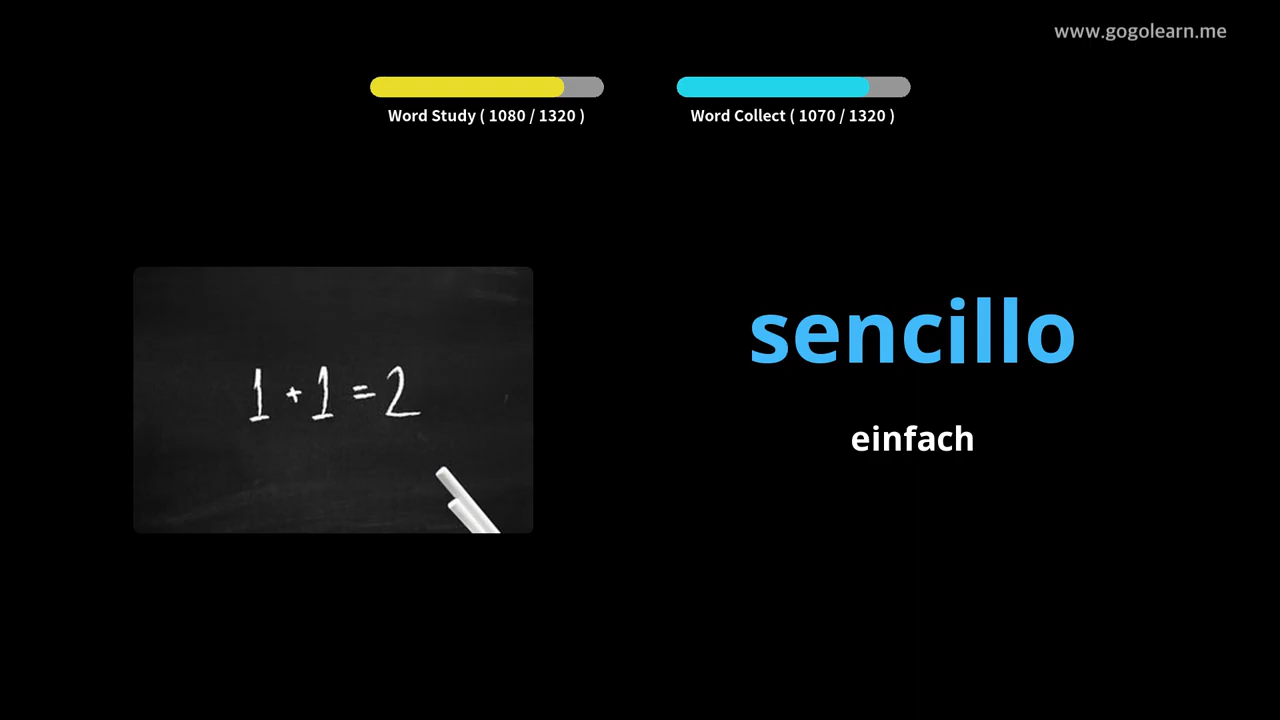 www.gogolearn.me
Word Study ( 1080 / 1320 )
Word Collect ( 1070 / 1320 )
1 + 1 = 2
sencillo
einfach